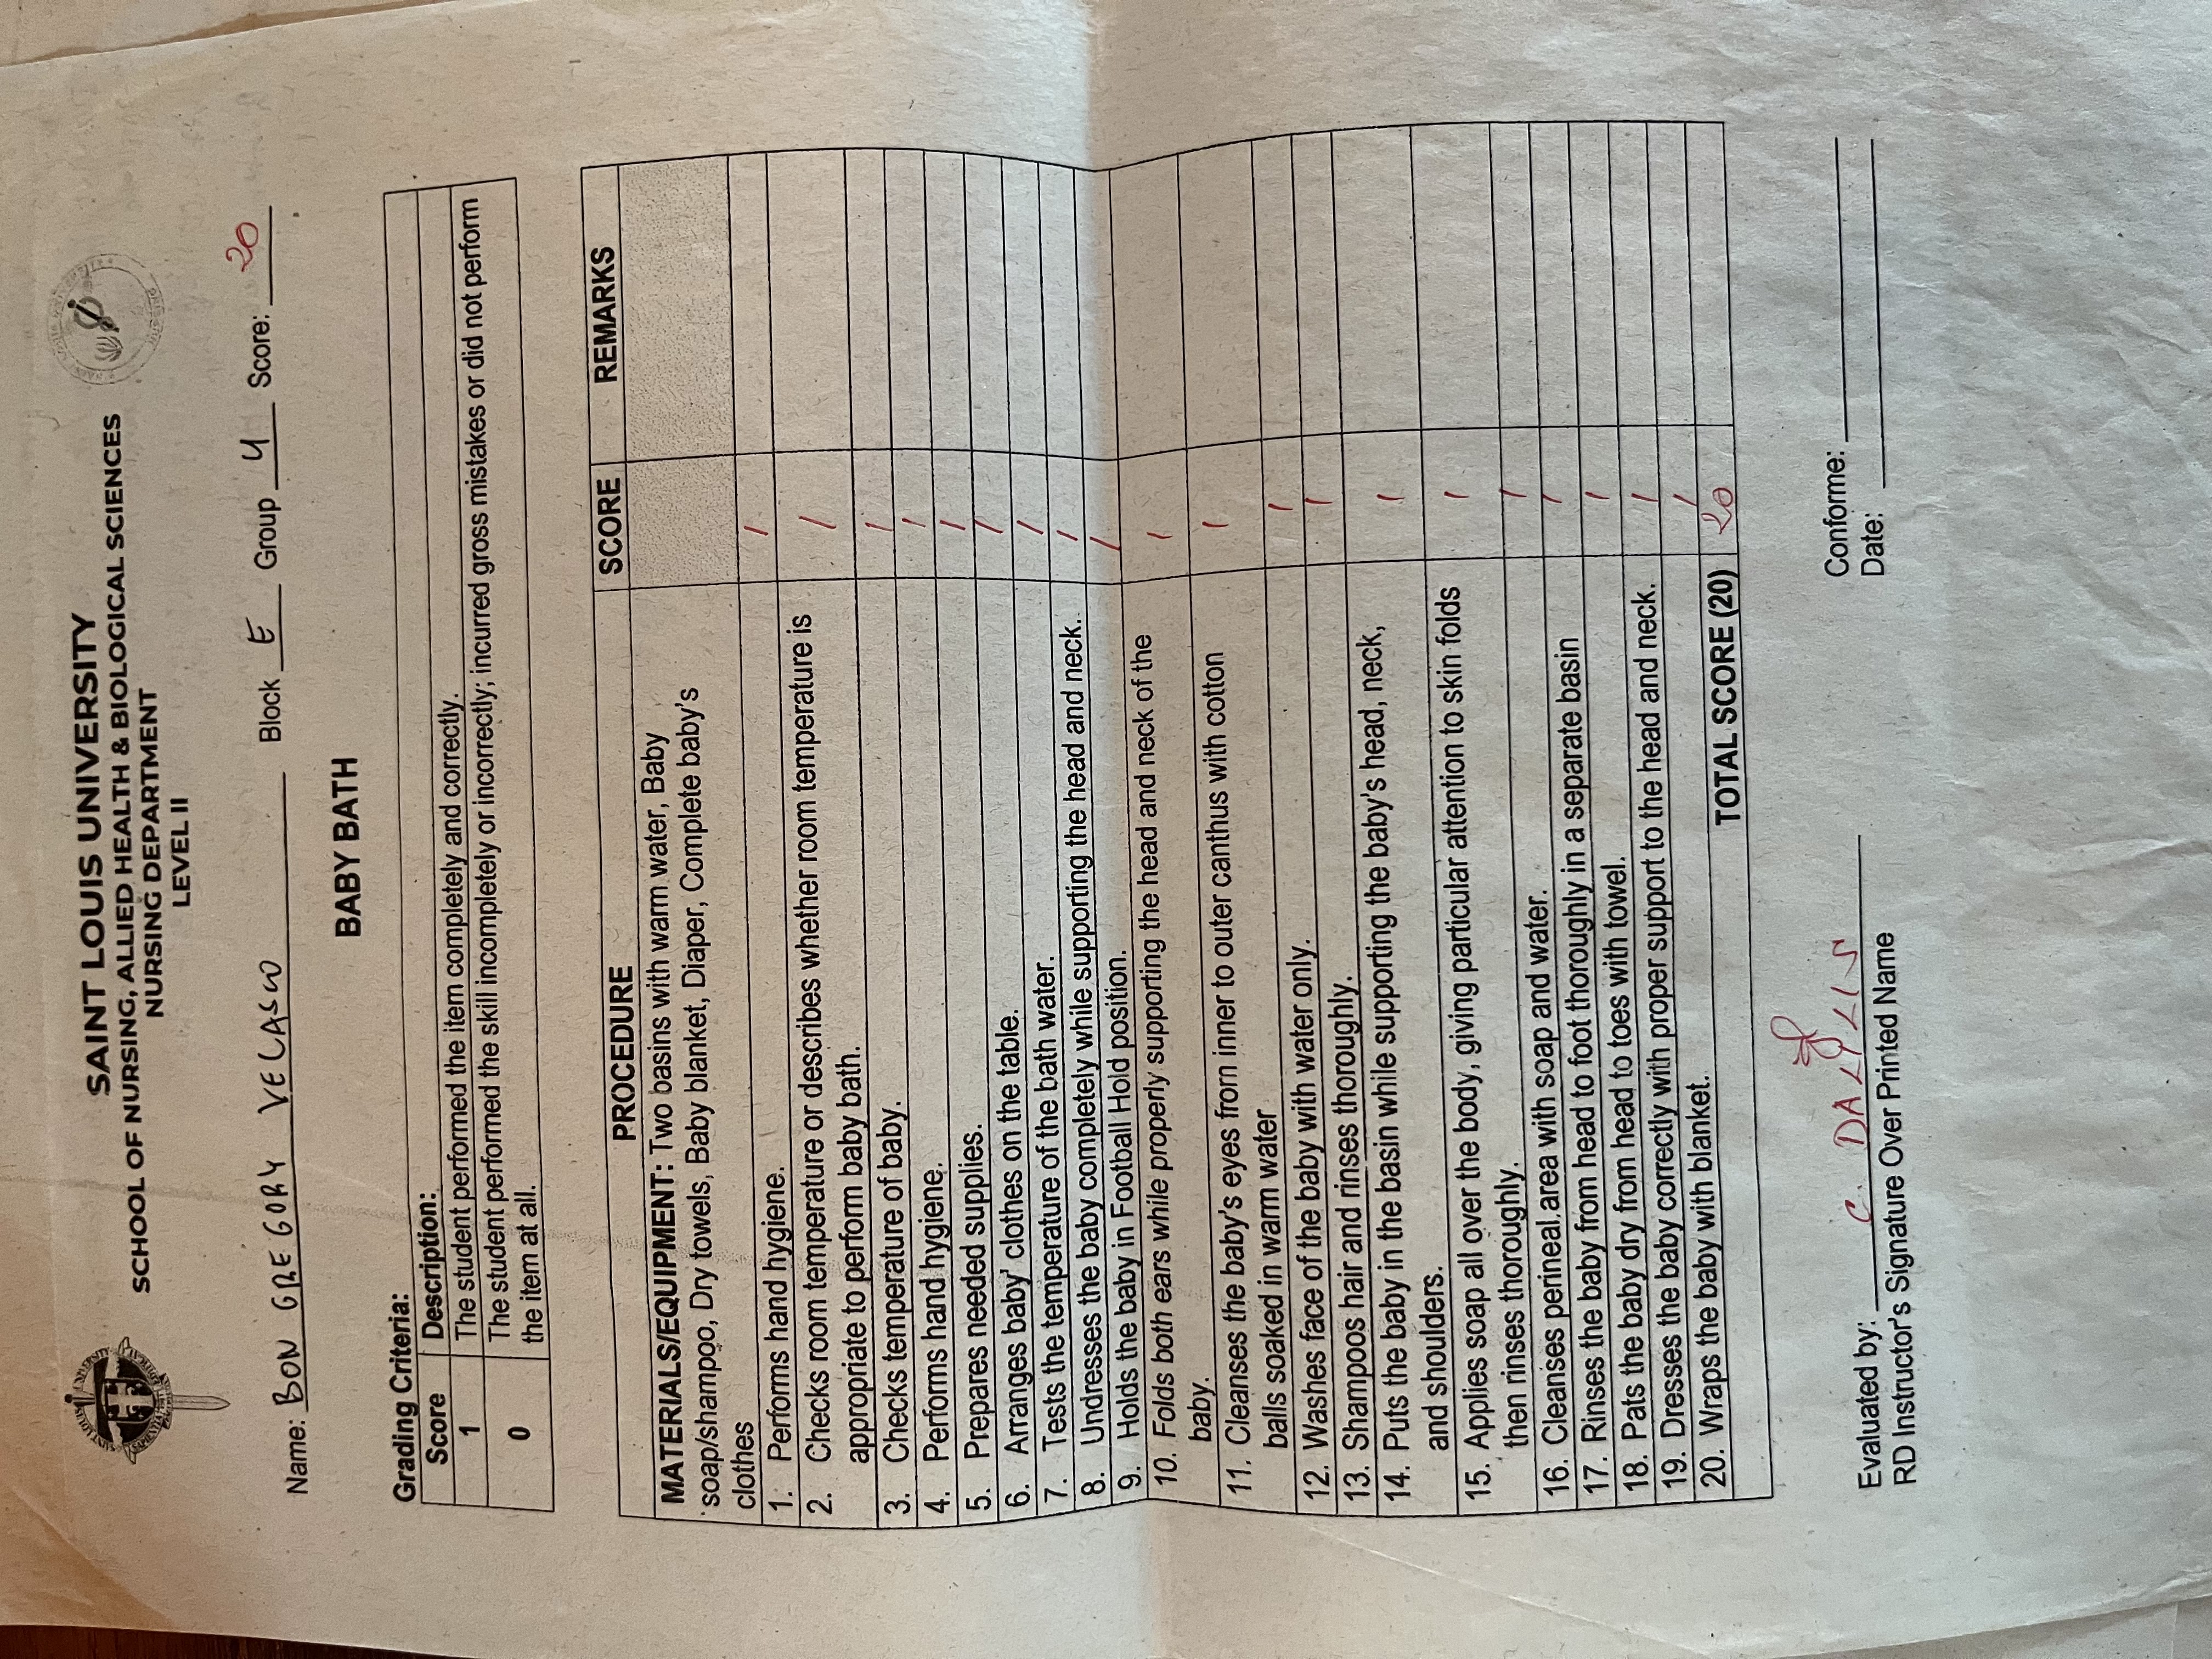 SAINT LOUIS UNIVERSITY
SCHOOL OF NURSING, ALLIED HEALTH & BIOLOGICAL SCIENCES
NURSING DEPARTMENT
LEVEL II
Name: BON GREGORY VELASCO Block E Group 4 Score: 20
BABY BATH
Grading Criteria:
Score Description:
1 The student performed the item completely and correctly.
0 The student performed the skill incompletely or incorrectly; incurred gross mistakes or did not perform
the item at all.
PROCEDURE SCORE REMARKS
MATERIALS/EQUIPMENT: Two basins with warm water, Baby
soap/shampoo, Dry towels, Baby blanket, Diaper, Complete baby's
clothes
1. Performs hand hygiene. 1
2. Checks room temperature or describes whether room temperature is
appropriate to perform baby bath. 1
3. Checks temperature of baby. 1
4. Performs hand hygiene. 1
5. Prepares needed supplies. 1
6. Arranges baby' clothes on the table. 1
7. Tests the temperature of the bath water. 1
8. Undresses the baby completely while supporting the head and neck. 1
9. Holds the baby in Football Hold position. 1
10. Folds both ears while properly supporting the head and neck of the
baby. 1
11. Cleanses the baby's eyes from inner to outer canthus with cotton
balls soaked in warm water 1
12. Washes face of the baby with water only. 1
13. Shampoos hair and rinses thoroughly. 1
14. Puts the baby in the basin while supporting the baby's head, neck,
and shoulders. 1
15. Applies soap all over the body, giving particular attention to skin folds
then rinses thoroughly. 1
16. Cleanses perineal area with soap and water. 1
17. Rinses the baby from head to foot thoroughly in a separate basin 1
18. Pats the baby dry from head to toes with towel. 1
19. Dresses the baby correctly with proper support to the head and neck. 1
20. Wraps the baby with blanket. 1
TOTAL SCORE (20) 20
Evaluated by: C. Conforme:
RD Instructor's Signature Over Printed Name Date: